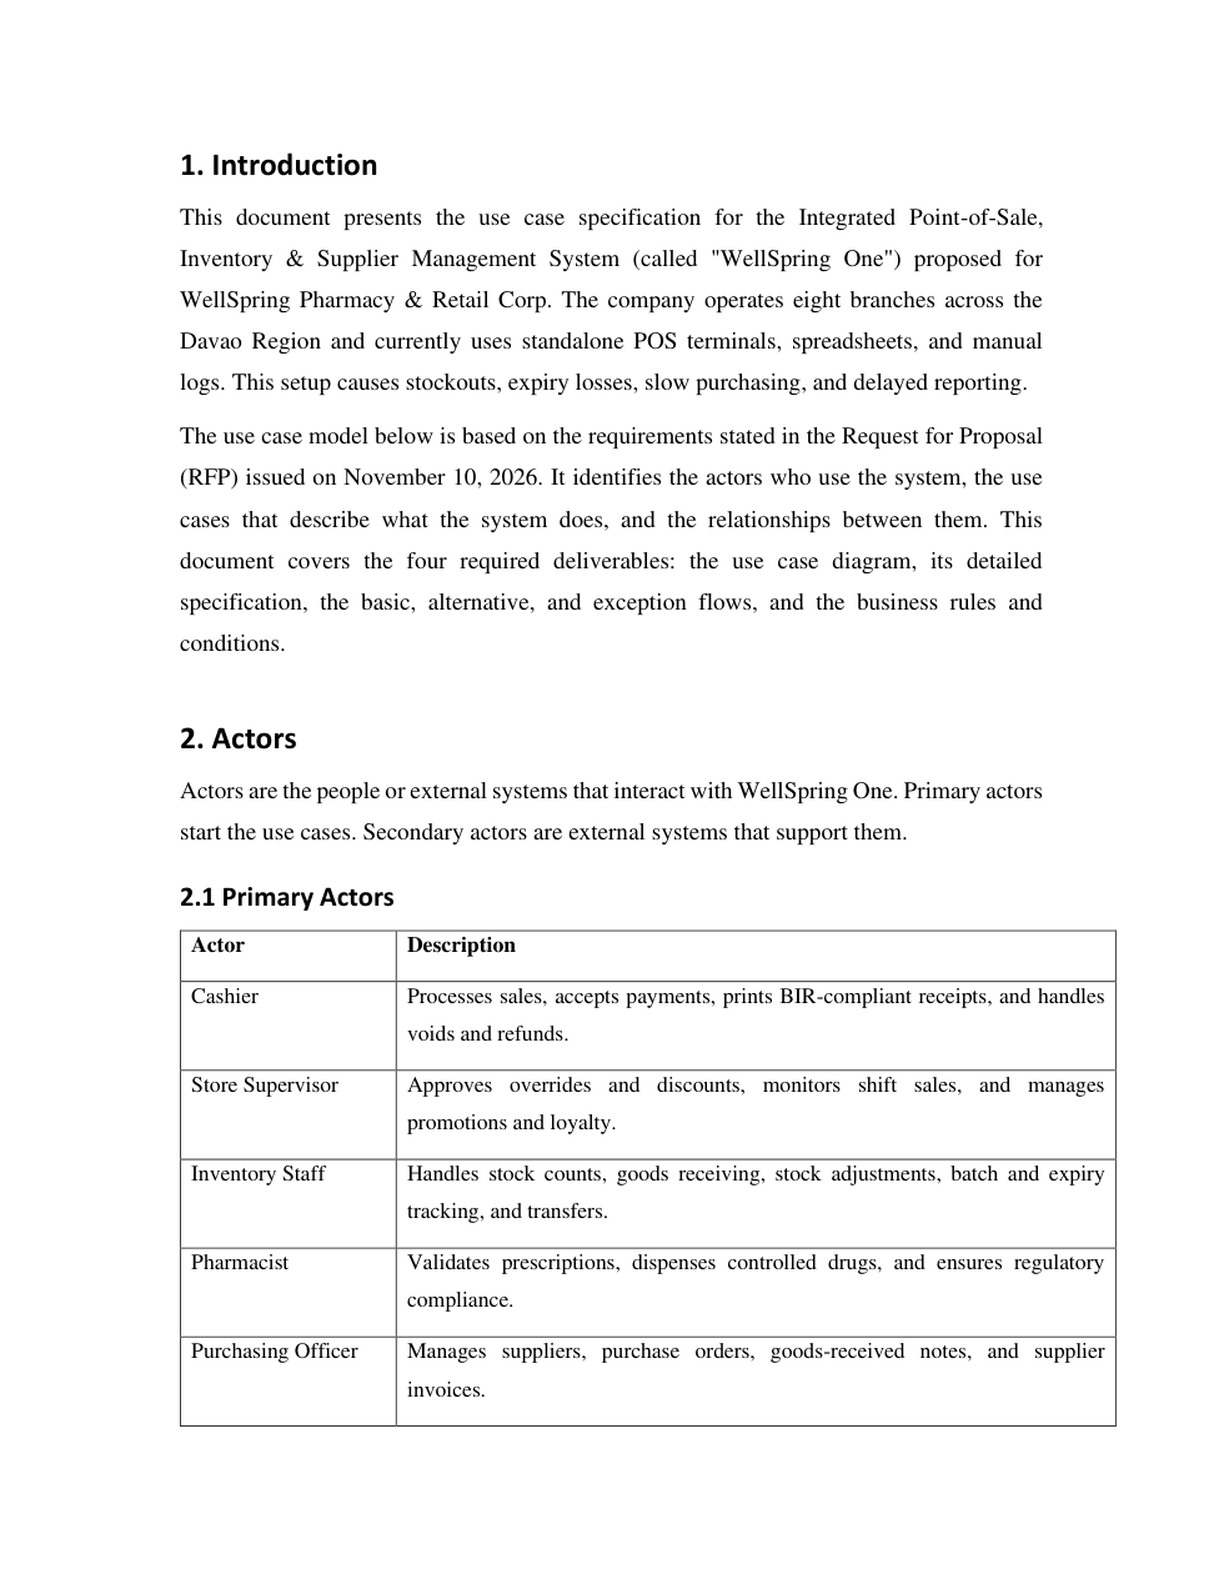 1. Introduction
This document presents the use case specification for the Integrated Point-of-Sale,
Inventory & Supplier Management System (called "WellSpring One") proposed for
WellSpring Pharmacy & Retail Corp. The company operates eight branches across the
Davao Region and currently uses standalone POS terminals, spreadsheets, and manual
logs. This setup causes stockouts, expiry losses, slow purchasing, and delayed reporting.
The use case model below is based on the requirements stated in the Request for Proposal
(RFP) issued on November 10, 2026. It identifies the actors who use the system, the use
cases that describe what the system does, and the relationships between them. This
document covers the four required deliverables: the use case diagram, its detailed
specification, the basic, alternative, and exception flows, and the business rules and
conditions.
2. Actors
Actors are the people or external systems that interact with WellSpring One. Primary actors
start the use cases. Secondary actors are external systems that support them.
2.1 Primary Actors
Actor
Description
Cashier
Processes sales, accepts payments, prints BIR-compliant receipts, and handles
voids and refunds.
Store Supervisor
Approves overrides and discounts, monitors shift sales, and manages
promotions and loyalty.
Inventory Staff
Handles stock counts, goods receiving, stock adjustments, batch and expiry
tracking, and transfers.
Pharmacist
Validates prescriptions, dispenses controlled drugs, and ensures regulatory
compliance.
Purchasing Officer
Manages suppliers, purchase orders, goods-received notes, and supplier
invoices.